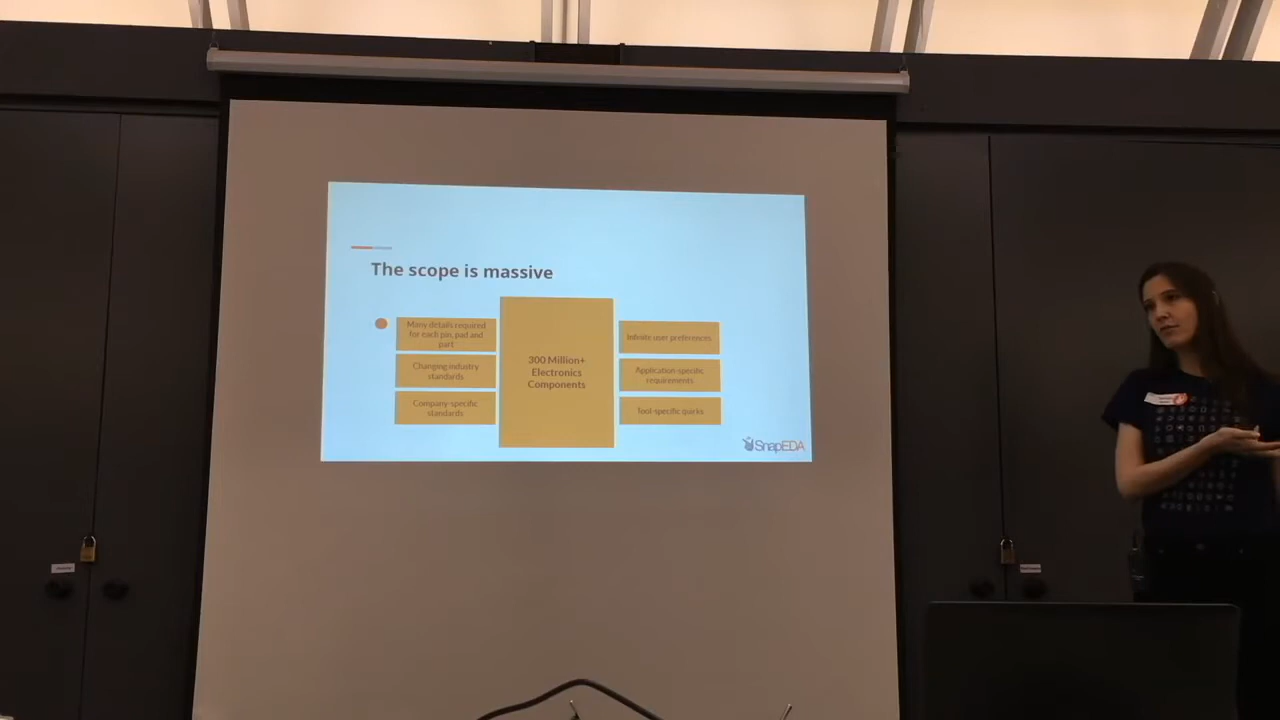 The scope is massive
Many details required
for each pin, pad and
part
Changing industry
standards
Company-specific
standards
300 Million+
Electronics
Components
Infinite user preferences
Application-specific
requirements
Tool-specific quirks
SnapEDA